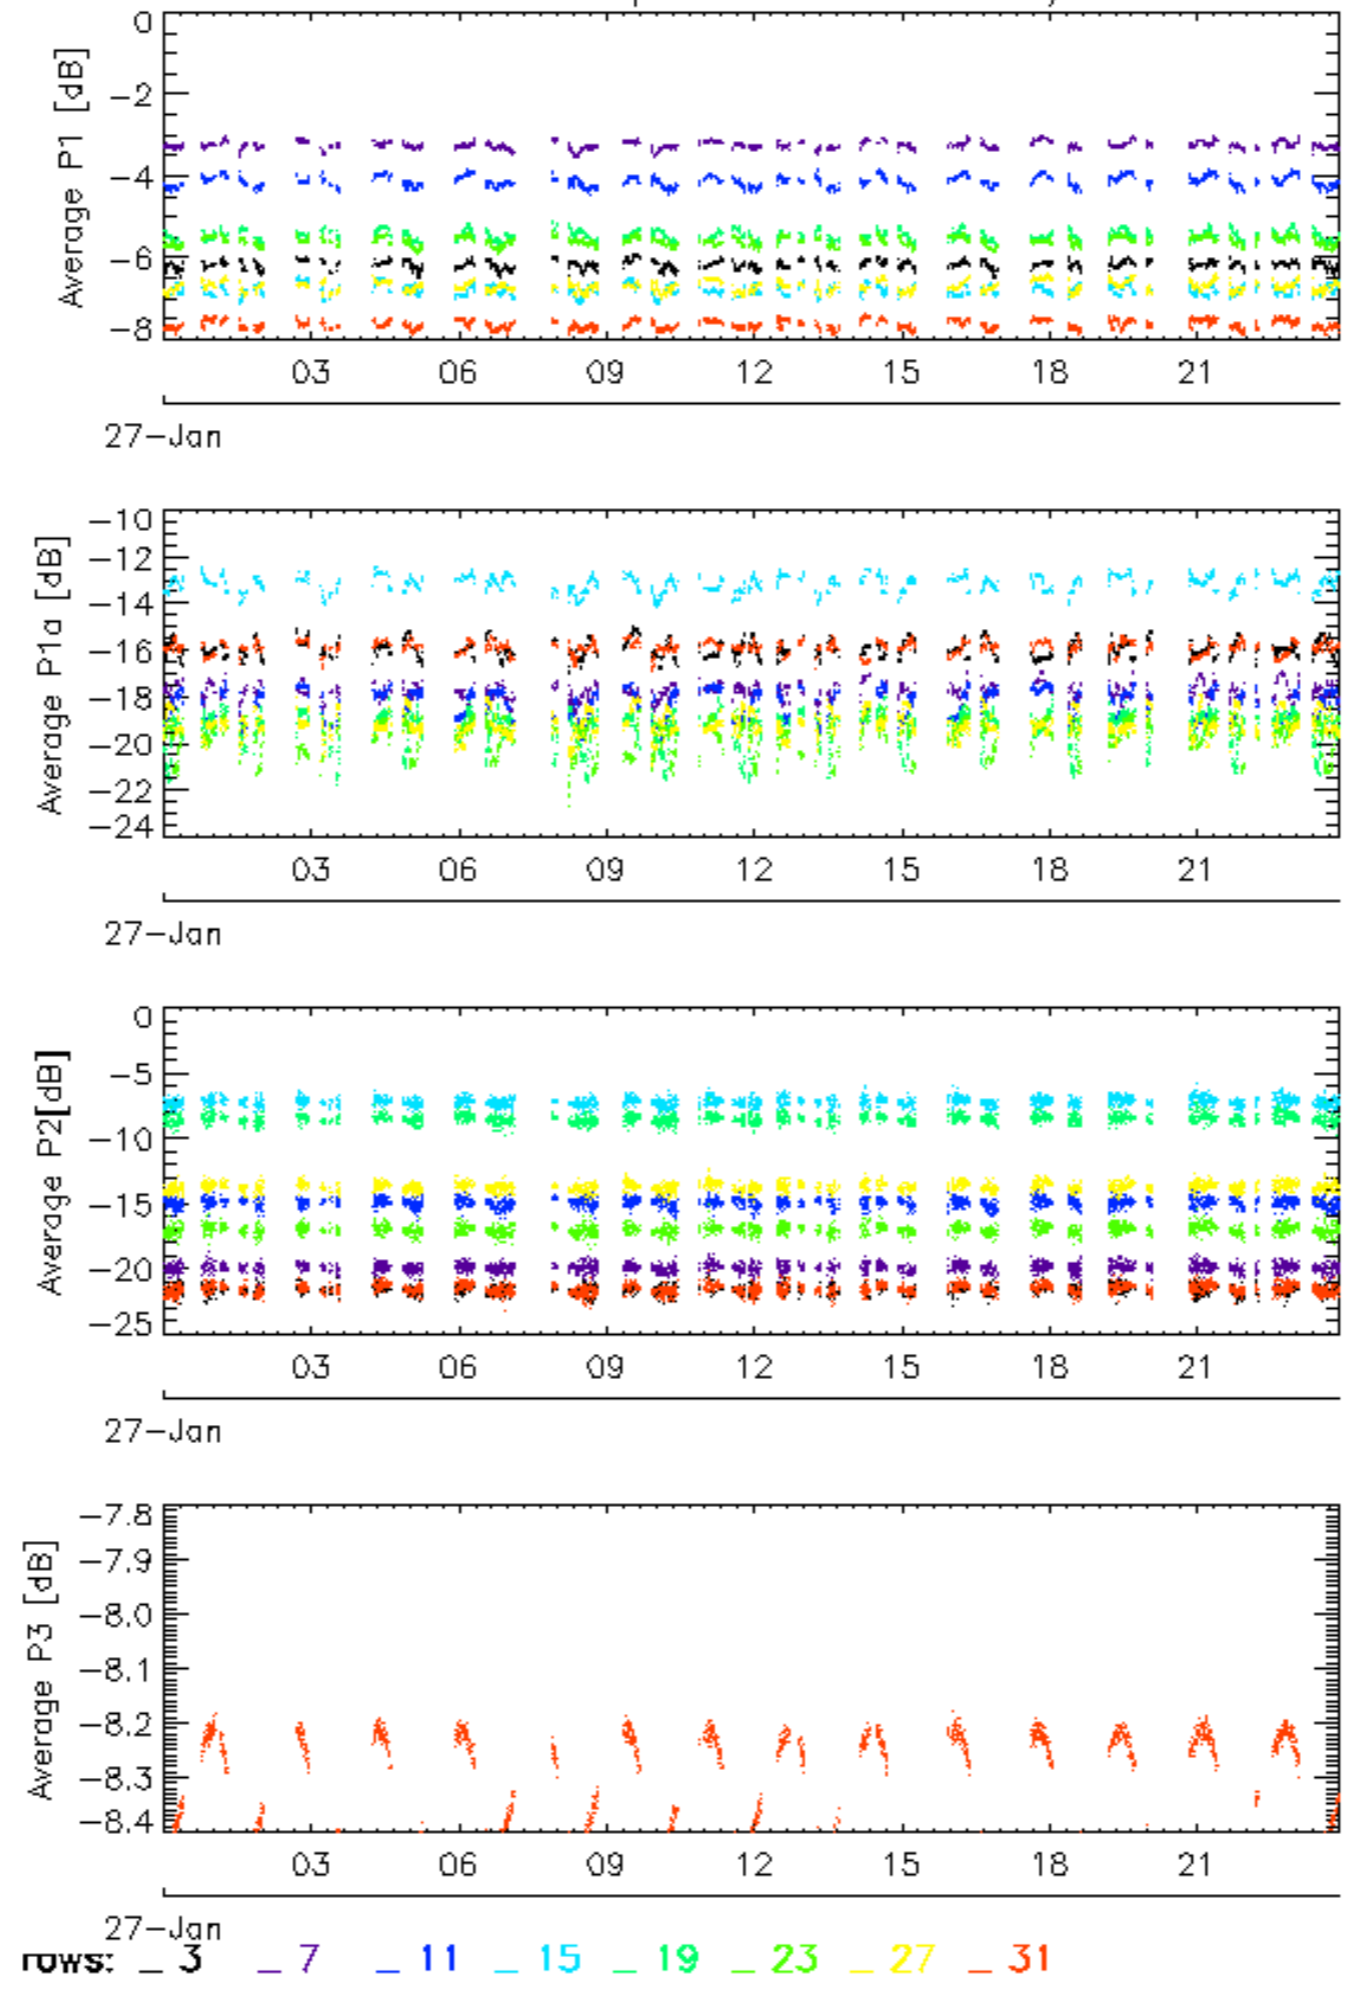 Average P1 [dB]
0
−2
−4
−6
−8
03 06 09 12 15 18 21
27−Jan
Average P1a [dB]
−10
−12
−14
−16
−18
−20
−22
−24
03 06 09 12 15 18 21
27−Jan
Average P2[dB]
0
−5
−10
−15
−20
−25
03 06 09 12 15 18 21
27−Jan
Average P3 [dB]
−7.8
−7.9
−8.0
−8.1
−8.2
−8.3
−8.4
03 06 09 12 15 18 21
27−Jan
rows: _ 3 _ 7 _ 11 _ 15 _ 19 _ 23 _ 27 _ 31